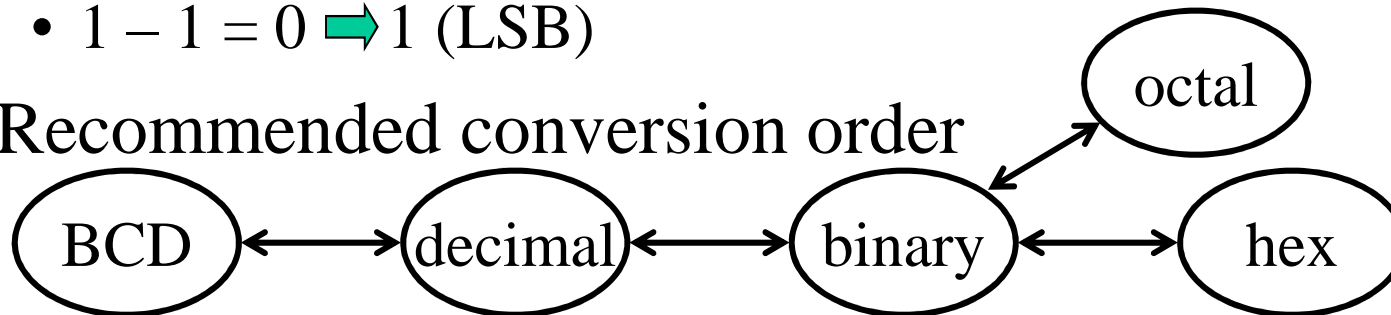 • 1 – 1 = 0 ➡ 1 (LSB)
octal
Recommended conversion order
BCD decimal binary hex